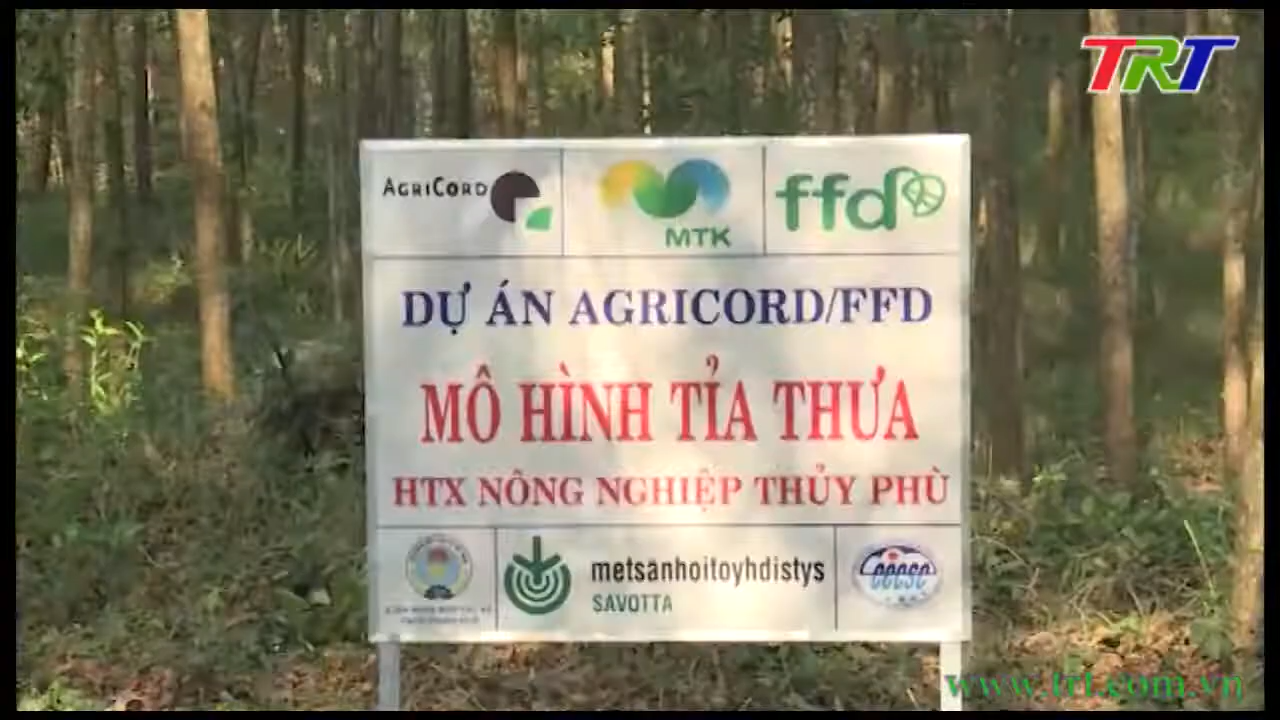 TRT
AGRICORD
MTK
ffd
DỰ ÁN AGRICORD/FFD
MÔ HÌNH TỈA THƯA
HTX NÔNG NGHIỆP THỦY PHÙ
metsänhoitoyhdistys
SAVOTTA
www.trt.com.vn